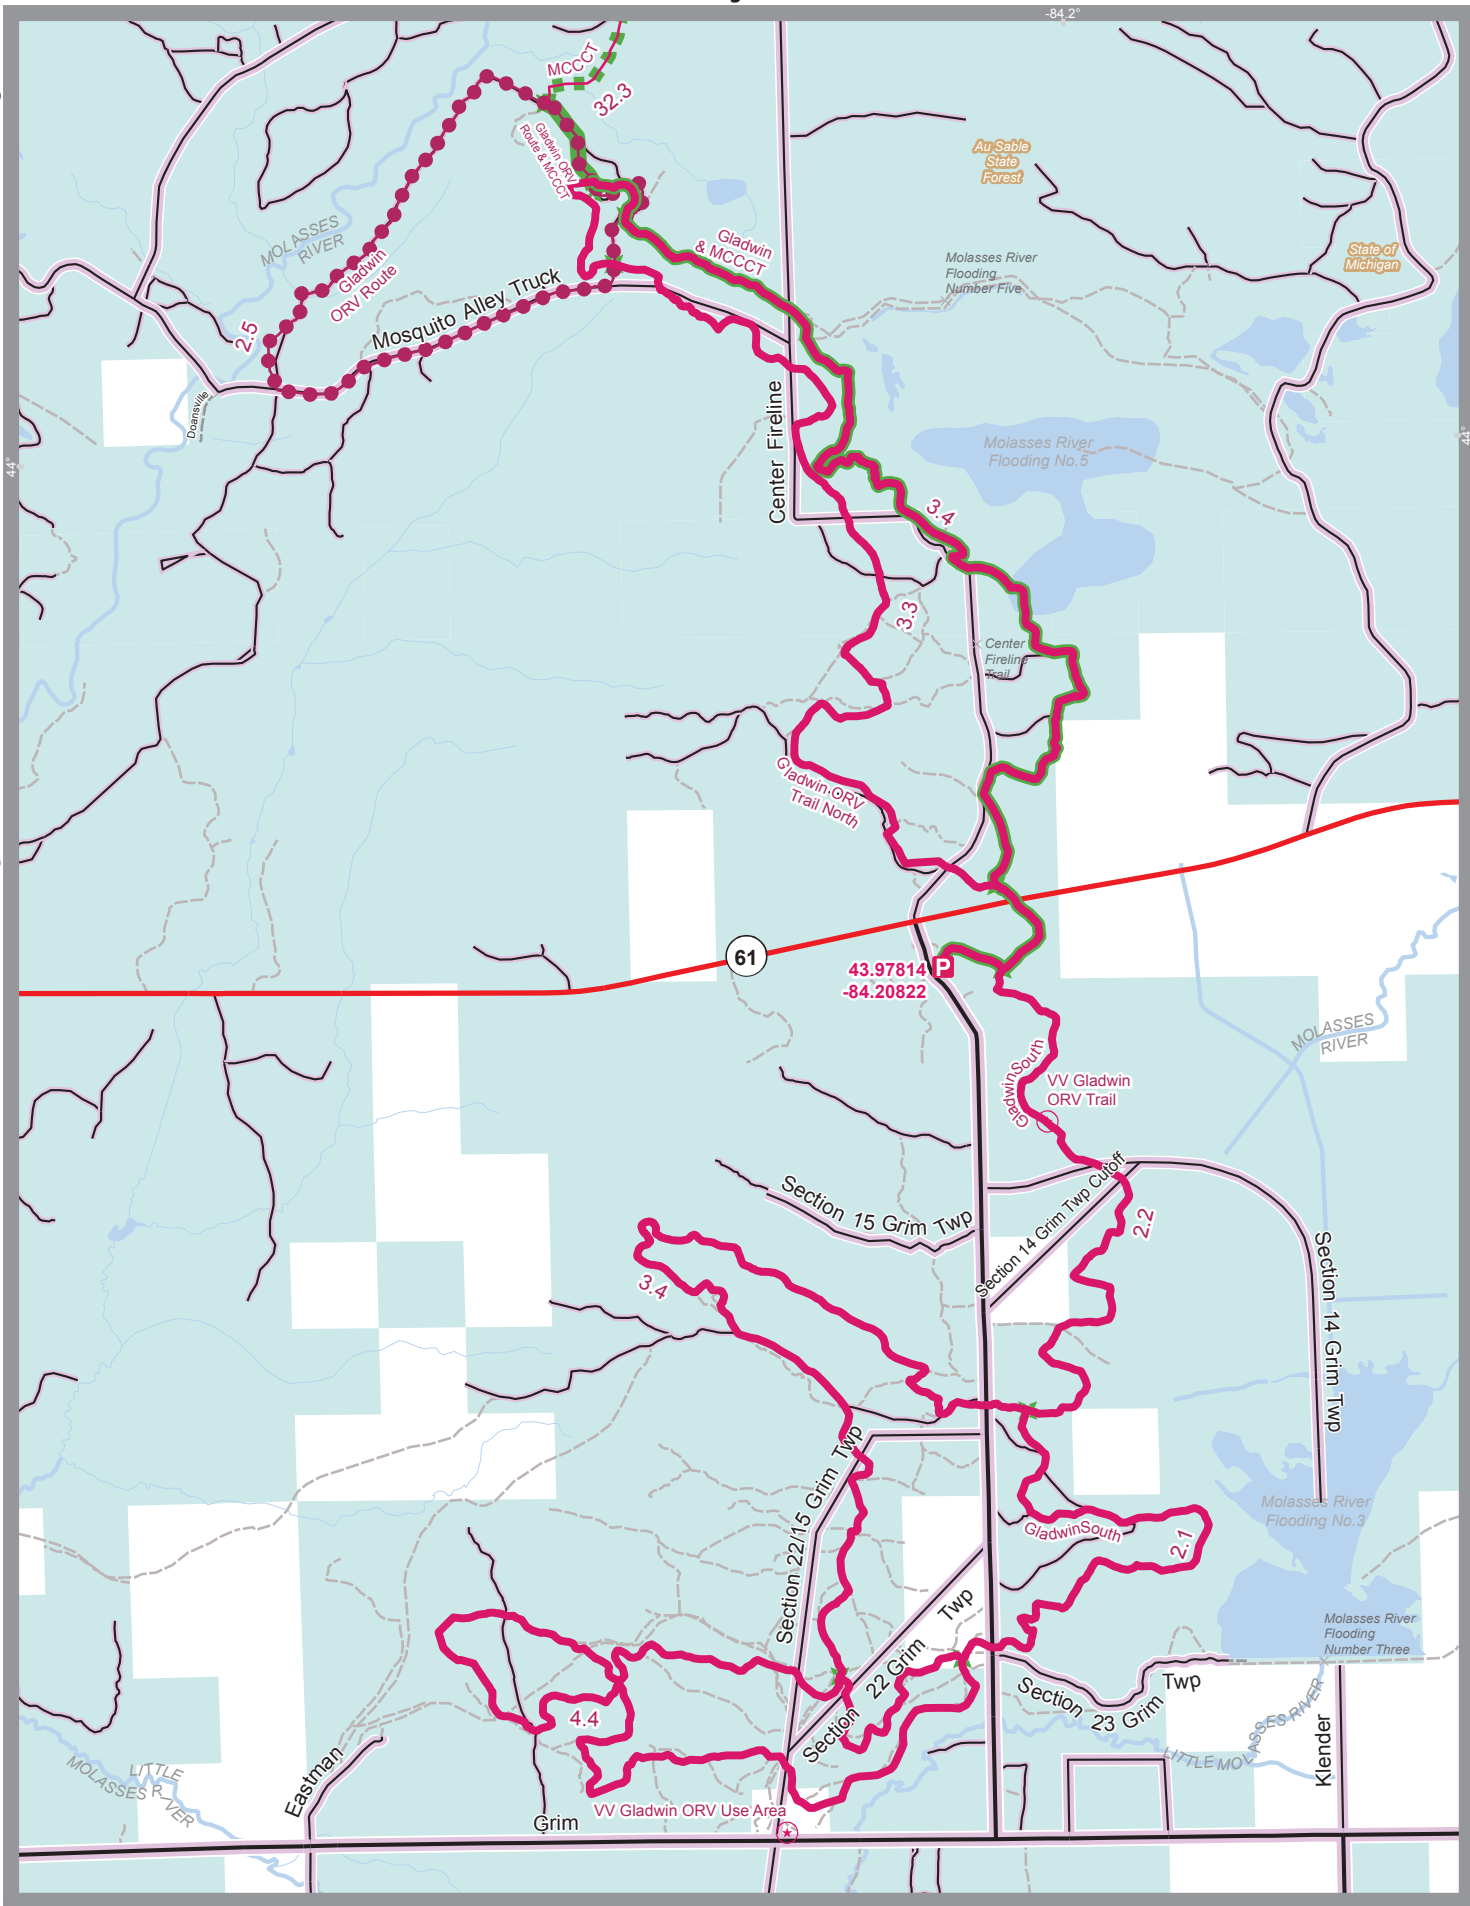 -84.2°
MCCCT
32.3
Gladwin ORV
Route & MCCCT
Au Sable
State
Forest
MOLASSES
RIVER
Gladwin
& MCCCT
State of
Michigan
Gladwin
ORV Route
Molasses River
Flooding
Number Five
Mosquito Alley Truck
2.5
Doansville
Center Fireline
44°
44°
Molasses River
Flooding No.5
3.4
3.3
Center
Fireline
Trail
Gladwin ORV
Trail North
61
43.97814
-84.20822
P
MOLASSES
RIVER
GladwinSouth
VV Gladwin
ORV Trail
Section 14 Grim Twp Cutoff
Section 15 Grim Twp
2.2
Section 14 Grim Twp
3.4
Section 22/15 Grim Twp
Molasses River
Flooding No.3
GladwinSouth
2.1
Section 22 Grim Twp
Molasses River
Flooding
Number Three
Section 23 Grim Twp
4.4
LITTLE MOLASSES RIVER
Klender
LITTLE
MOLASSES RIVER
Eastman
Grim
VV Gladwin ORV Use Area